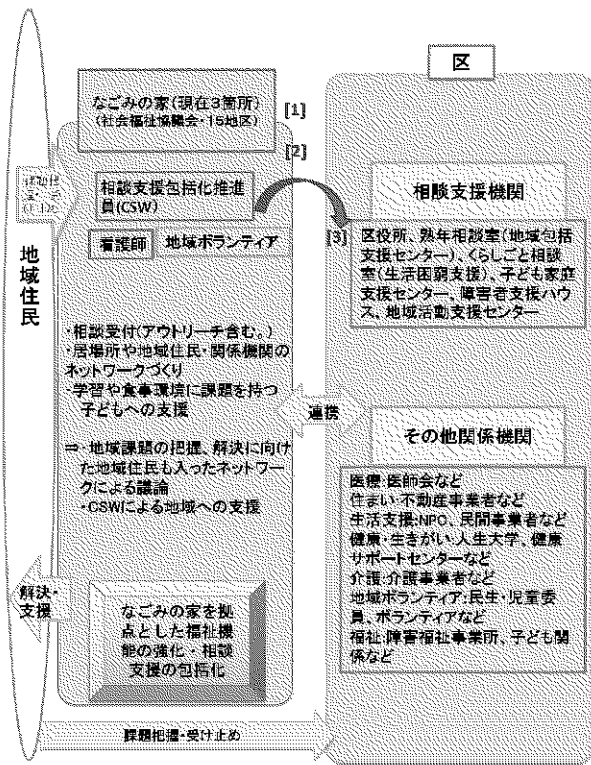 区
なごみの家(現在3箇所)
(社会福祉協議会・15地区)
[1]
[2]
相談支援包括化推進
員(CSW)
看護師
地域ボランティア
地域住民
・相談受付(アウトリーチ含む。)
・居場所や地域住民・関係機関の
ネットワークづくり
・学習や食事環境に課題を持つ
子どもへの支援
⇒・地域課題の把握、解決に向け
た地域住民も入ったネットワー
クによる議論
・CSWによる地域への支援
解決・
支援
なごみの家を拠
点とした福祉機
能の強化・相談
支援の包括化
相談支援機関
[3]
区役所、熟年相談室(地域包括
支援センター)、くらしごと相談
室(生活困窮支援)、子ども家庭
支援センター、障害者支援ハウ
ス、地域活動支援センター
連携
その他関係機関
医療:医師会など
住まい:不動産事業者など
生活支援:NPO、民間事業者など
健康・生きがい:人生大学、健康
サポートセンターなど
介護:介護事業者など
地域ボランティア:民生・児童委
員、ボランティアなど
福祉:障害福祉事業所、子ども関
係など
課題把握・受け止め